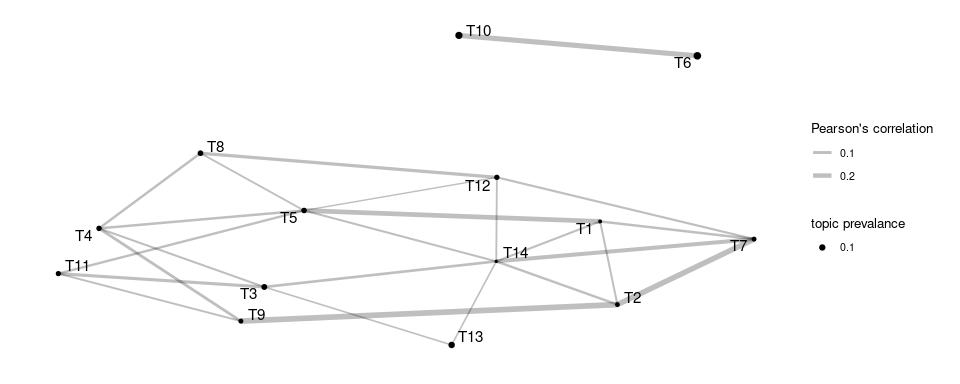 T10
T6
Pearson's correlation
0.1
0.2
T8
T12
T5
T1
topic prevalance
T4
T7
0.1
T14
T11
T3
T2
T9
T13